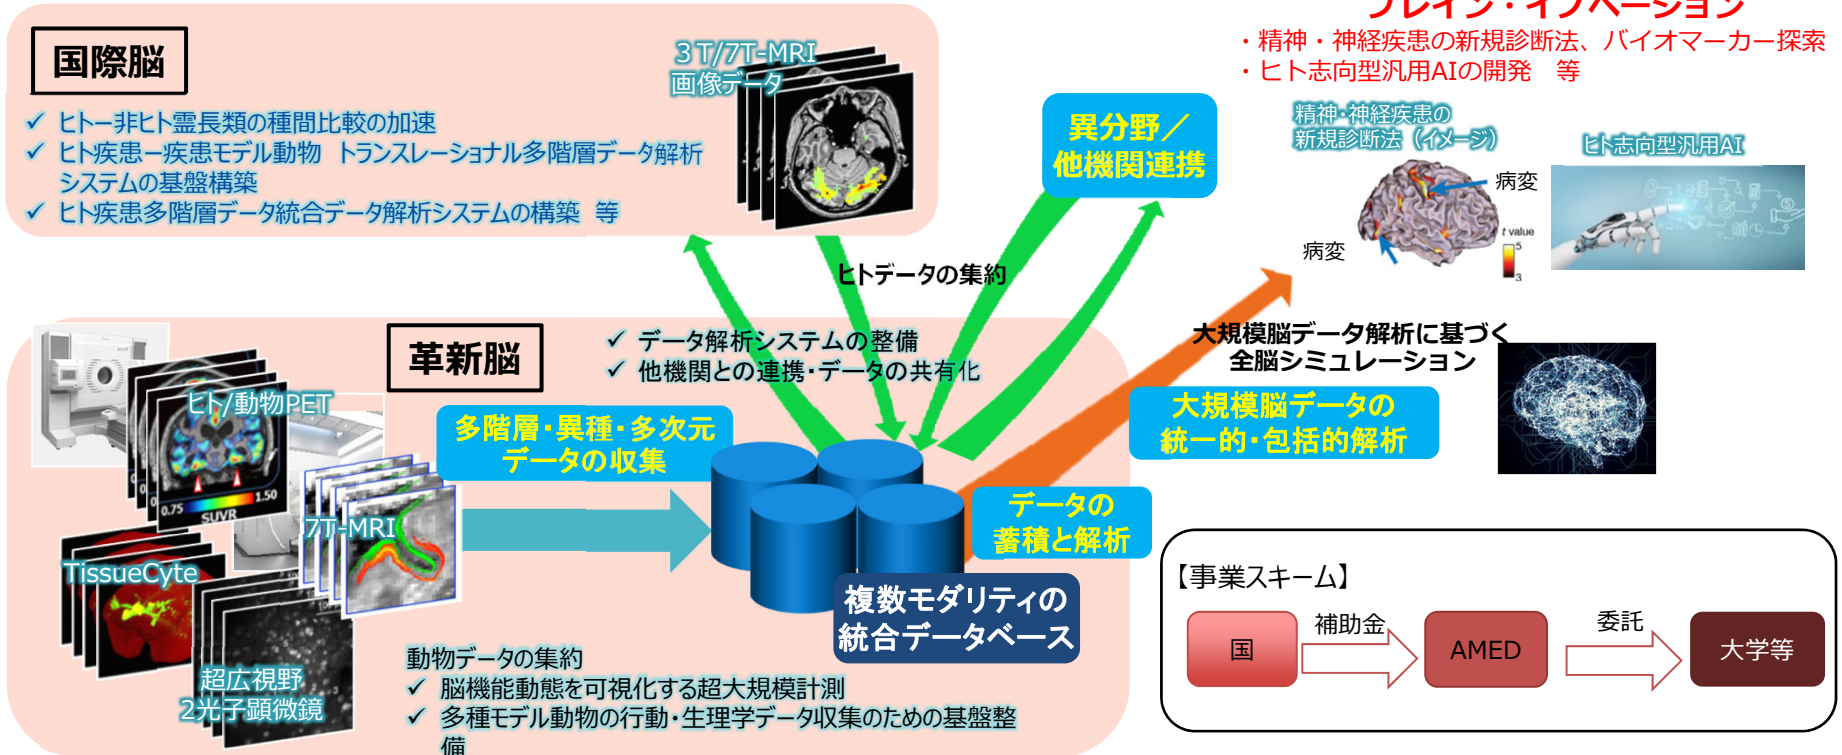 ブレイン・イノベーション
・精神・神経疾患の新規診断法、バイオマーカー探索
・ヒト志向型汎用AIの開発　等
国際脳
✓ ヒトー非ヒト霊長類の種間比較の加速
✓ ヒト疾患ー疾患モデル動物　トランスレーショナル多階層データ解析
システムの基盤構築
✓ ヒト疾患多階層データ統合データ解析システムの構築　等
3T/7T-MRI
画像データ
異分野／
他機関連携
精神・神経疾患の
新規診断法（イメージ）
病変
病変
t value
5
3
ヒト志向型汎用AI
ヒトデータの集約
革新脳
✓ データ解析システムの整備
✓ 他機関との連携・データの共有化
大規模脳データ解析に基づく
全脳シミュレーション
大規模脳データの
統一的・包括的解析
ヒト/動物PET
0.75
1.50
SUVR
多階層・異種・多次元
データの収集
7T-MRI
TissueCyte
超広視野
2光子顕微鏡
データの
蓄積と解析
複数モダリティの
統合データベース
動物データの集約
✓ 脳機能動態を可視化する超大規模計測
✓ 多種モデル動物の行動・生理学データ収集のための基盤整
備
【事業スキーム】
国
補助金
AMED
委託
大学等